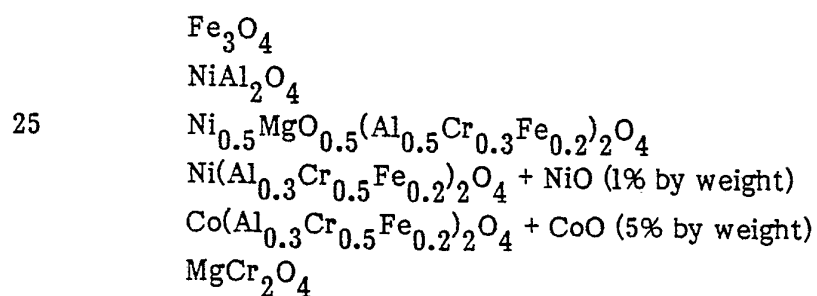 Fe3O4
NiAl2O4
25 Ni0.5MgO0.5(Al0.5Cr0.3Fe0.2)2O4
Ni(Al0.3Cr0.5Fe0.2)2O4 + NiO (1% by weight)
Co(Al0.3Cr0.5Fe0.2)2O4 + CoO (5% by weight)
MgCr2O4